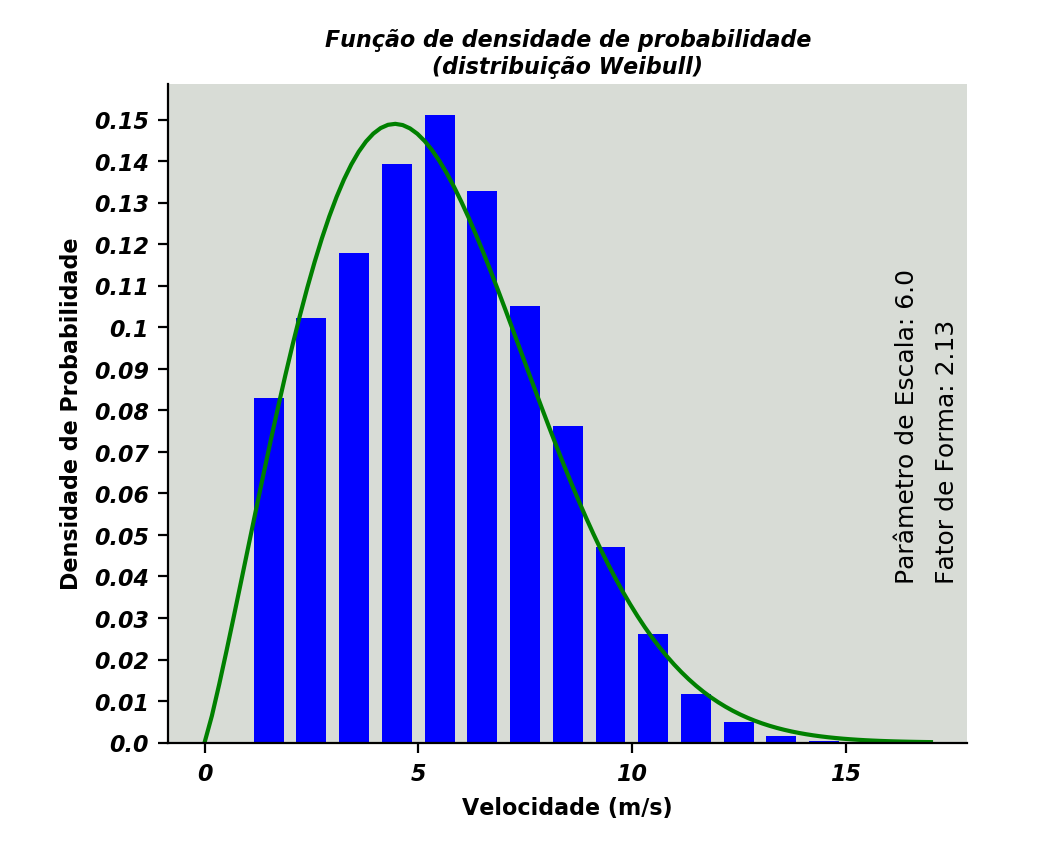 Função de densidade de probabilidade
(distribuição Weibull)
Densidade de Probabilidade
0.15
0.14
0.13
0.12
0.11
0.1
0.09
0.08
0.07
0.06
0.05
0.04
0.03
0.02
0.01
0.0
0 5 10 15
Velocidade (m/s)
Parâmetro de Escala: 6.0
Fator de Forma: 2.13